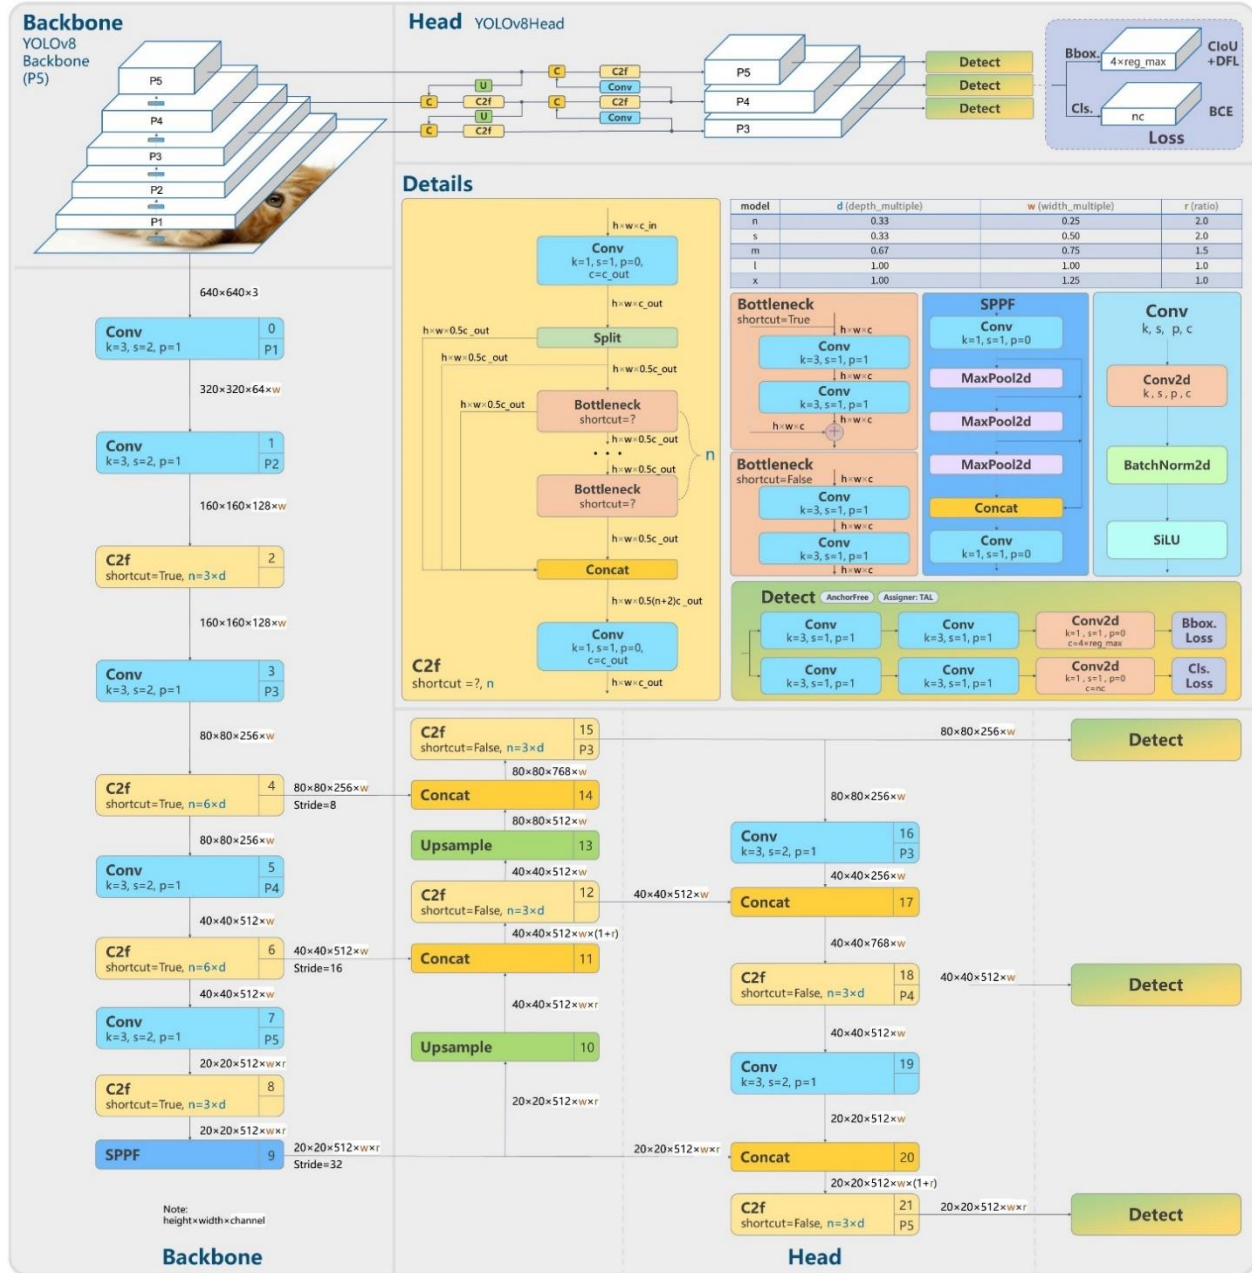 Backbone
YOLOv8
Backbone
(P5)
P5
P4
P3
P2
P1
Head YOLOv8Head
C
C2f
Conv
U
C
C2f
C
C2f
Conv
U
C
C2f
P5
P4
P3
Detect
Detect
Detect
Bbox.
4×reg_max
CIoU
+DFL
Cls.
nc
BCE
Loss
Details
h×w×c_in
Conv
k=1, s=1, p=0,
c=c_out
h×w×c_out
h×w×0.5c_out
Split
h×w×0.5c_out
h×w×0.5c_out
h×w×0.5c_out
Bottleneck
shortcut=?
h×w×0.5c_out
· · ·
n
h×w×0.5c_out
Bottleneck
shortcut=?
h×w×0.5c_out
Concat
h×w×0.5(n+2)c_out
Conv
k=1, s=1, p=0,
c=c_out
h×w×c_out
C2f
shortcut =?, n
model d (depth_multiple) w (width_multiple) r (ratio)
n 0.33 0.25 2.0
s 0.33 0.50 2.0
m 0.67 0.75 1.5
l 1.00 1.00 1.0
x 1.00 1.25 1.0
Bottleneck
shortcut=True
h×w×c
Conv
k=3, s=1, p=1
h×w×c
Conv
k=3, s=1, p=1
h×w×c
h×w×c
+
Bottleneck
shortcut=False
h×w×c
Conv
k=3, s=1, p=1
h×w×c
Conv
k=3, s=1, p=1
h×w×c
SPPF
Conv
k=1, s=1, p=0
MaxPool2d
MaxPool2d
MaxPool2d
Concat
Conv
k=1, s=1, p=0
Conv
k, s, p, c
Conv2d
k, s, p, c
BatchNorm2d
SiLU
Detect AnchorFree Assigner: TAL
Conv
k=3, s=1, p=1
Conv
k=3, s=1, p=1
Conv2d
k=1, s=1, p=0
c=4×reg_max
Bbox.
Loss
Conv
k=3, s=1, p=1
Conv
k=3, s=1, p=1
Conv2d
k=1, s=1, p=0
c=nc
Cls.
Loss
640×640×3
Conv
k=3, s=2, p=1
0
P1
320×320×64×w
Conv
k=3, s=2, p=1
1
P2
160×160×128×w
C2f
shortcut=True, n=3×d
2
160×160×128×w
Conv
k=3, s=2, p=1
3
P3
80×80×256×w
C2f
shortcut=True, n=6×d
4
80×80×256×w
Stride=8
80×80×256×w
Conv
k=3, s=2, p=1
5
P4
40×40×512×w
C2f
shortcut=True, n=6×d
6
40×40×512×w
Stride=16
40×40×512×w
Conv
k=3, s=2, p=1
7
P5
20×20×512×w×r
C2f
shortcut=True, n=3×d
8
20×20×512×w×r
SPPF
9
20×20×512×w×r
Stride=32
Note:
height×width×channel
Backbone
C2f
shortcut=False, n=3×d
15
P3
80×80×768×w
Concat
14
80×80×512×w
Upsample
13
40×40×512×w
C2f
shortcut=False, n=3×d
12
40×40×512×w
40×40×512×w×(1+r)
Concat
11
40×40×512×w×r
Upsample
10
20×20×512×w×r
20×20×512×w×r
80×80×256×w
Detect
80×80×256×w
Conv
k=3, s=2, p=1
16
P3
40×40×256×w
Concat
17
40×40×768×w
C2f
shortcut=False, n=3×d
18
P4
40×40×512×w
Detect
40×40×512×w
Conv
k=3, s=2, p=1
19
20×20×512×w
Concat
20
20×20×512×w×(1+r)
C2f
shortcut=False, n=3×d
21
P5
20×20×512×w×r
Detect
Head